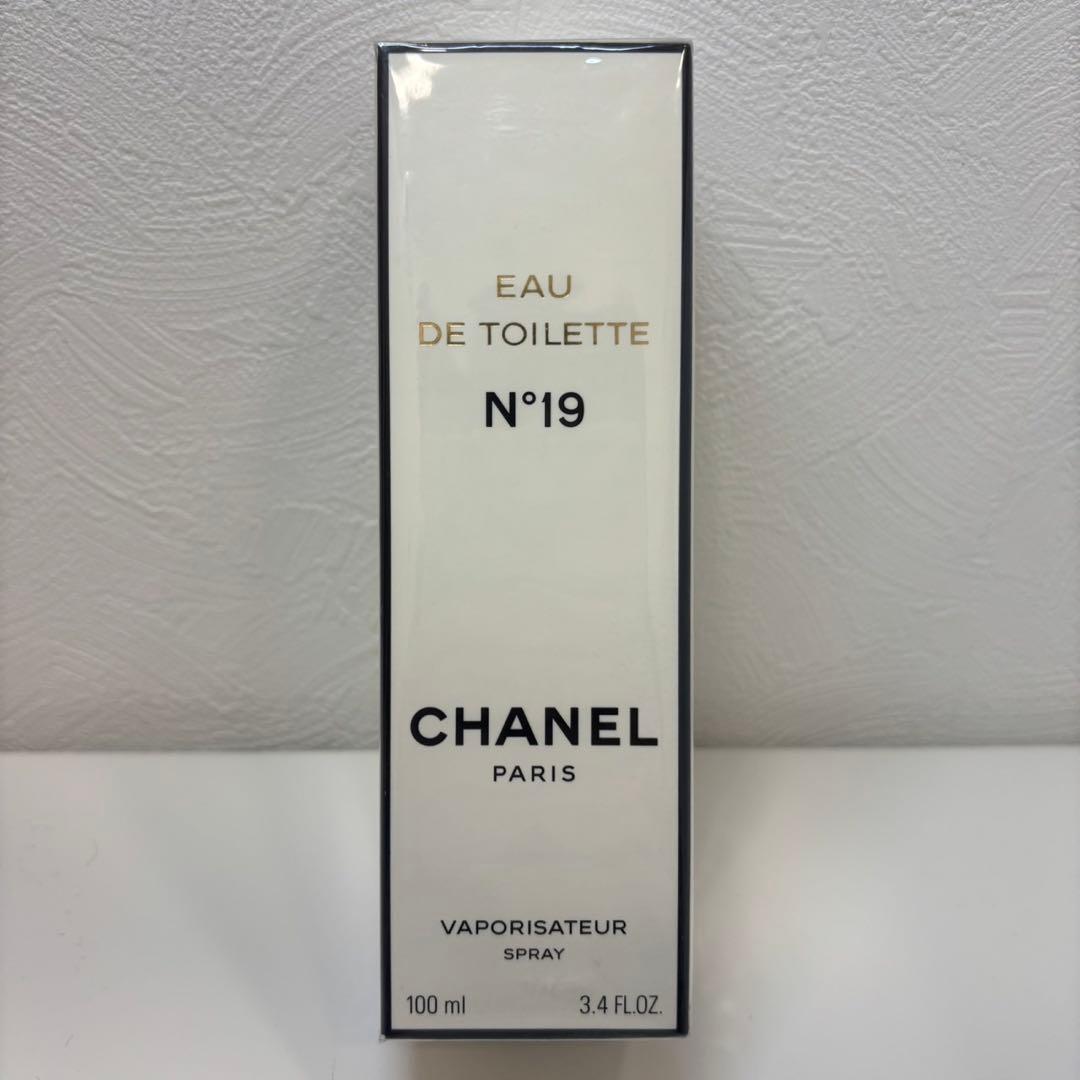 EAU
DE TOILETTE
N°19
CHANEL
PARIS
VAPORISATEUR
SPRAY
100 ml 3.4 FL.OZ.